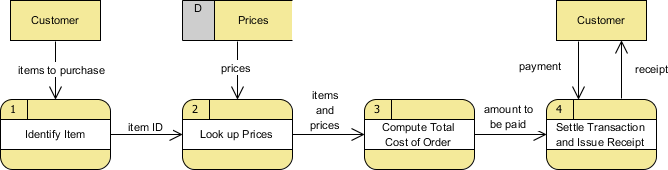 Customer
D
Prices
Customer
items to purchase
prices
payment
receipt
1
Identify Item
item ID
2
Look up Prices
items
and
prices
3
Compute Total
Cost of Order
amount to
be paid
4
Settle Transaction
and Issue Receipt